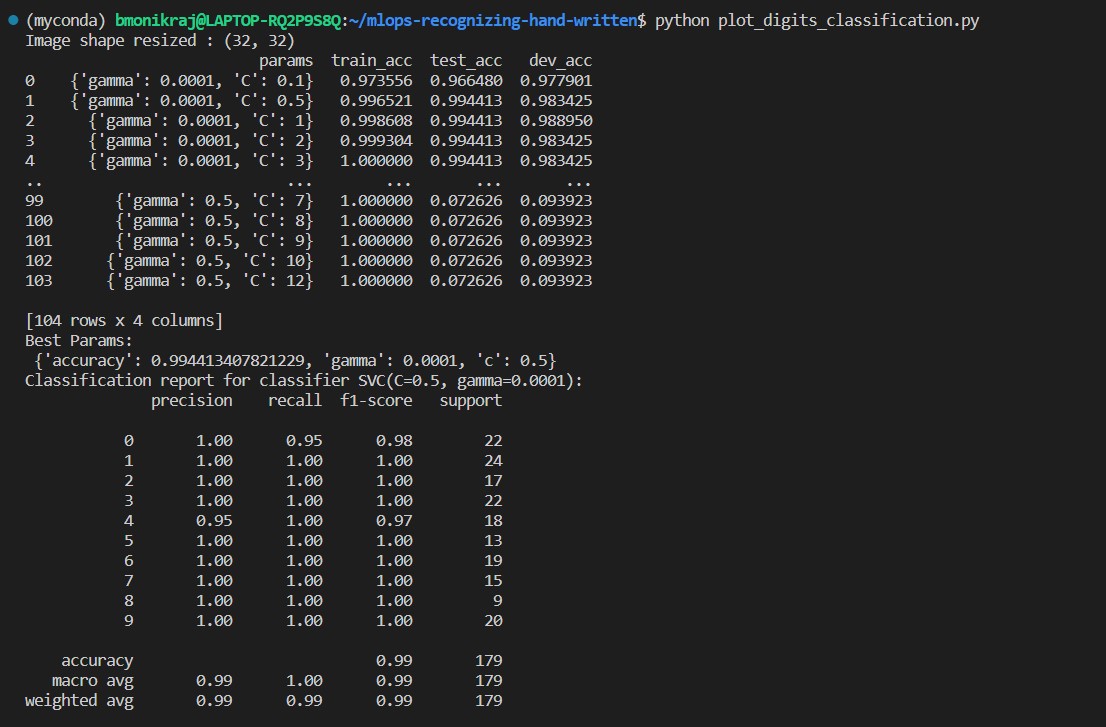 (myconda) bmonikraj@LAPTOP-RQ2P9S8Q:~/mlops-recognizing-hand-written$ python plot_digits_classification.py
Image shape resized : (32, 32)
params train_acc test_acc dev_acc
0 {'gamma': 0.0001, 'C': 0.1} 0.973556 0.966480 0.977901
1 {'gamma': 0.0001, 'C': 0.5} 0.996521 0.994413 0.983425
2 {'gamma': 0.0001, 'C': 1} 0.998608 0.994413 0.988950
3 {'gamma': 0.0001, 'C': 2} 0.999304 0.994413 0.983425
4 {'gamma': 0.0001, 'C': 3} 1.000000 0.994413 0.983425
.. ... ... ... ...
99 {'gamma': 0.5, 'C': 7} 1.000000 0.072626 0.093923
100 {'gamma': 0.5, 'C': 8} 1.000000 0.072626 0.093923
101 {'gamma': 0.5, 'C': 9} 1.000000 0.072626 0.093923
102 {'gamma': 0.5, 'C': 10} 1.000000 0.072626 0.093923
103 {'gamma': 0.5, 'C': 12} 1.000000 0.072626 0.093923
[104 rows x 4 columns]
Best Params:
{'accuracy': 0.994413407821229, 'gamma': 0.0001, 'c': 0.5}
Classification report for classifier SVC(C=0.5, gamma=0.0001):
precision recall f1-score support
0 1.00 0.95 0.98 22
1 1.00 1.00 1.00 24
2 1.00 1.00 1.00 17
3 1.00 1.00 1.00 22
4 0.95 1.00 0.97 18
5 1.00 1.00 1.00 13
6 1.00 1.00 1.00 19
7 1.00 1.00 1.00 15
8 1.00 1.00 1.00 9
9 1.00 1.00 1.00 20
accuracy 0.99 179
macro avg 0.99 1.00 0.99 179
weighted avg 0.99 0.99 0.99 179